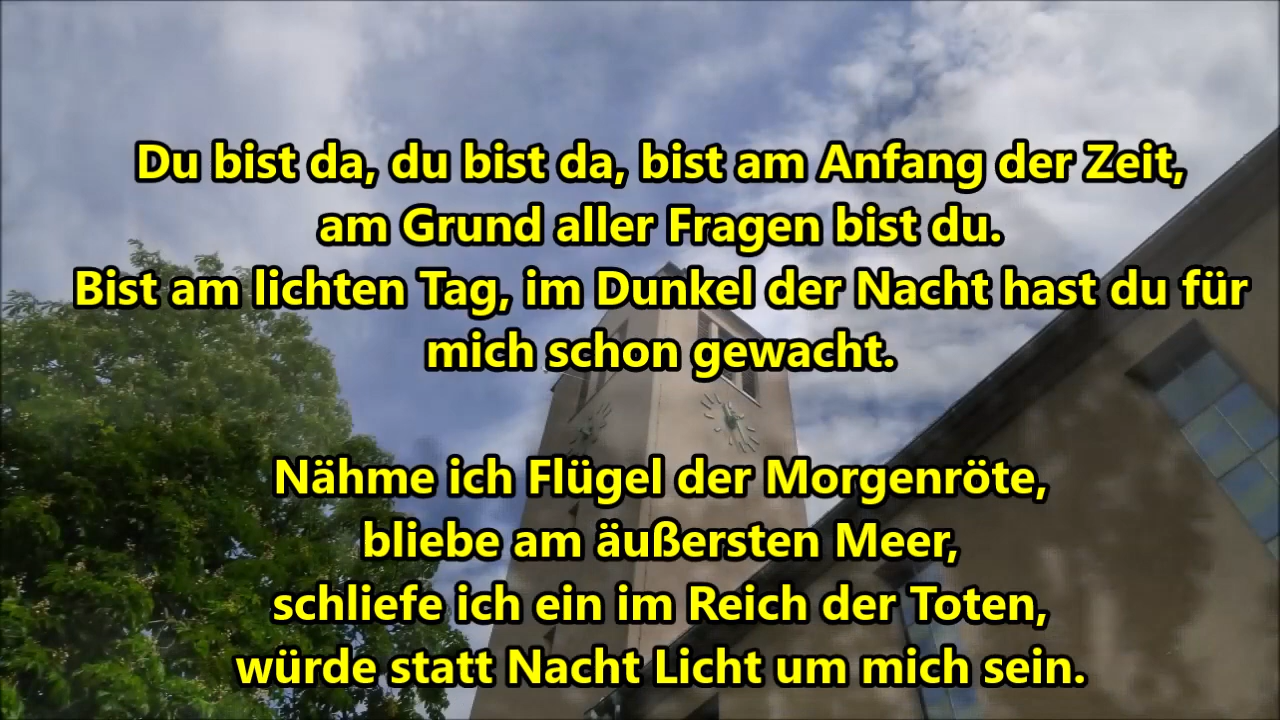 Du bist da, du bist da, bist am Anfang der Zeit,
am Grund aller Fragen bist du.
Bist am lichten Tag, im Dunkel der Nacht hast du für
mich schon gewacht.
Nähme ich Flügel der Morgenröte,
bliebe am äußersten Meer,
schliefe ich ein im Reich der Toten,
würde statt Nacht Licht um mich sein.